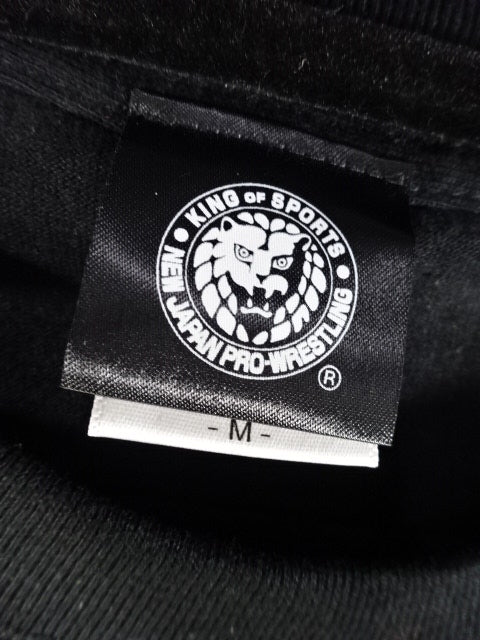 KING OF SPORTS
NEW JAPAN PRO-WRESTLING
®
- M -